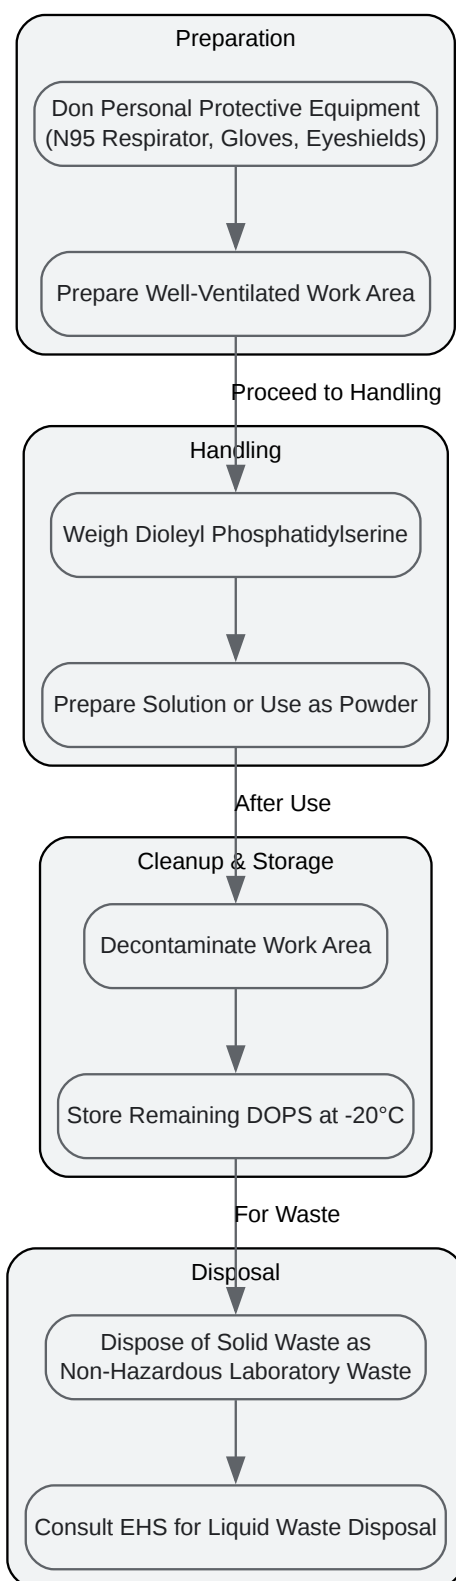 Preparation
Don Personal Protective Equipment
(N95 Respirator, Gloves, Eyeshields)
Prepare Well-Ventilated Work Area
Proceed to Handling
Handling
Weigh Dioleyl Phosphatidylserine
Prepare Solution or Use as Powder
After Use
Cleanup & Storage
Decontaminate Work Area
Store Remaining DOPS at -20°C
For Waste
Disposal
Dispose of Solid Waste as
Non-Hazardous Laboratory Waste
Consult EHS for Liquid Waste Disposal